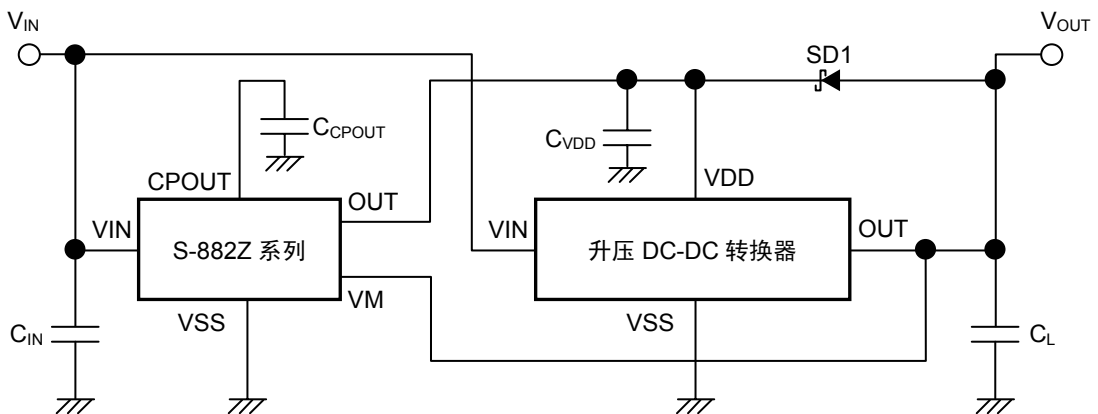 VIN
VOUT
SD1
CCPOUT
CVDD
CPOUT
OUT
VDD
VIN
S-882Z 系列
VIN
升压 DC-DC 转换器
OUT
VM
VSS
VSS
CIN
CL